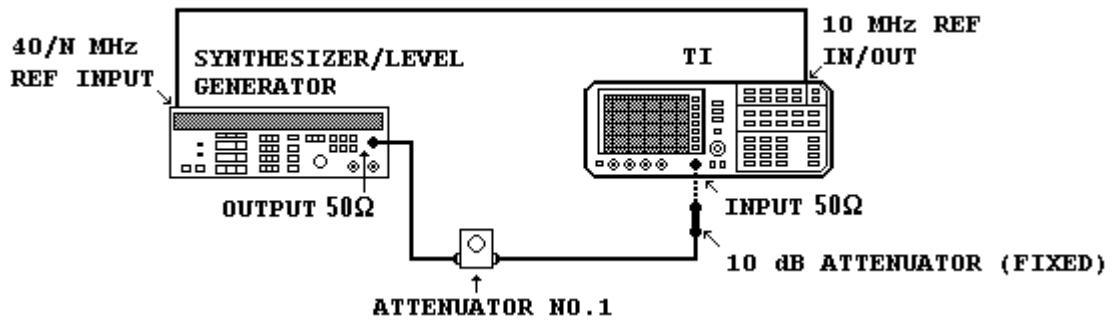 40/N MHz
REF INPUT
SYNTHESIZER/LEVEL
GENERATOR
TI
10 MHz REF
IN/OUT
OUTPUT 50Ω
INPUT 50Ω
10 dB ATTENUATOR (FIXED)
ATTENUATOR NO.1